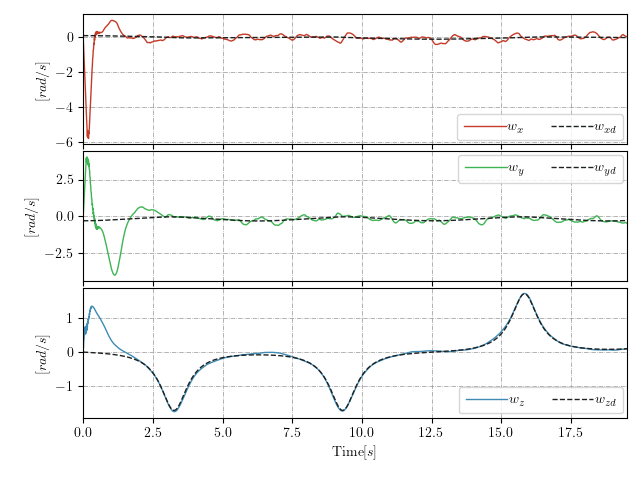 0
−2
−4
−6
[rad/s]
w_x w_xd
2.5
0.0
−2.5
[rad/s]
w_y w_yd
1
0
−1
[rad/s]
w_z w_zd
0.0 2.5 5.0 7.5 10.0 12.5 15.0 17.5
Time[s]